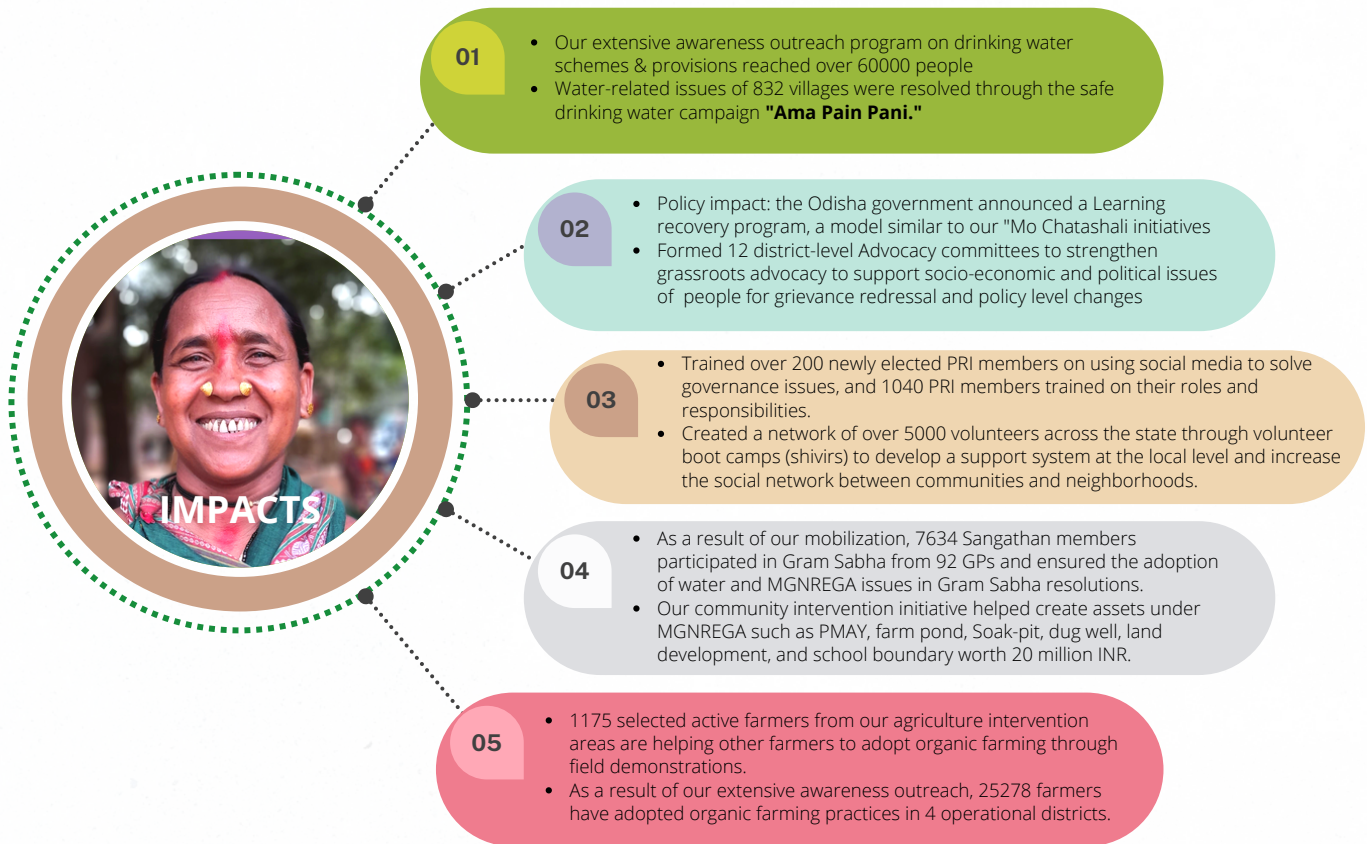 IMPACTS
01
• Our extensive awareness outreach program on drinking water
schemes & provisions reached over 60000 people
• Water-related issues of 832 villages were resolved through the safe
drinking water campaign "Ama Pain Pani."
02
• Policy impact: the Odisha government announced a Learning
recovery program, a model similar to our "Mo Chatashali initiatives
• Formed 12 district-level Advocacy committees to strengthen
grassroots advocacy to support socio-economic and political issues
of  people for grievance redressal and policy level changes
03
• Trained over 200 newly elected PRI members on using social media to solve
governance issues, and 1040 PRI members trained on their roles and
responsibilities.
• Created a network of over 5000 volunteers across the state through volunteer
boot camps (shivirs) to develop a support system at the local level and increase
the social network between communities and neighborhoods.
04
• As a result of our mobilization, 7634 Sangathan members
participated in Gram Sabha from 92 GPs and ensured the adoption
of water and MGNREGA issues in Gram Sabha resolutions.
• Our community intervention initiative helped create assets under
MGNREGA such as PMAY, farm pond, Soak-pit, dug well, land
development, and school boundary worth 20 million INR.
05
• 1175 selected active farmers from our agriculture intervention
areas are helping other farmers to adopt organic farming through
field demonstrations.
• As a result of our extensive awareness outreach, 25278 farmers
have adopted organic farming practices in 4 operational districts.